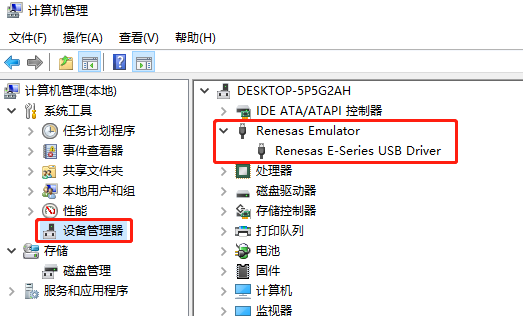 计算机管理
文件(F) 操作(A) 查看(V) 帮助(H)
计算机管理(本地)
系统工具
任务计划程序
事件查看器
共享文件夹
本地用户和组
性能
设备管理器
存储
磁盘管理
服务和应用程序
DESKTOP-5P5G2AH
IDE ATA/ATAPI 控制器
Renesas Emulator
Renesas E-Series USB Driver
处理器
磁盘驱动器
存储控制器
打印队列
电池
固件
计算机
监视器